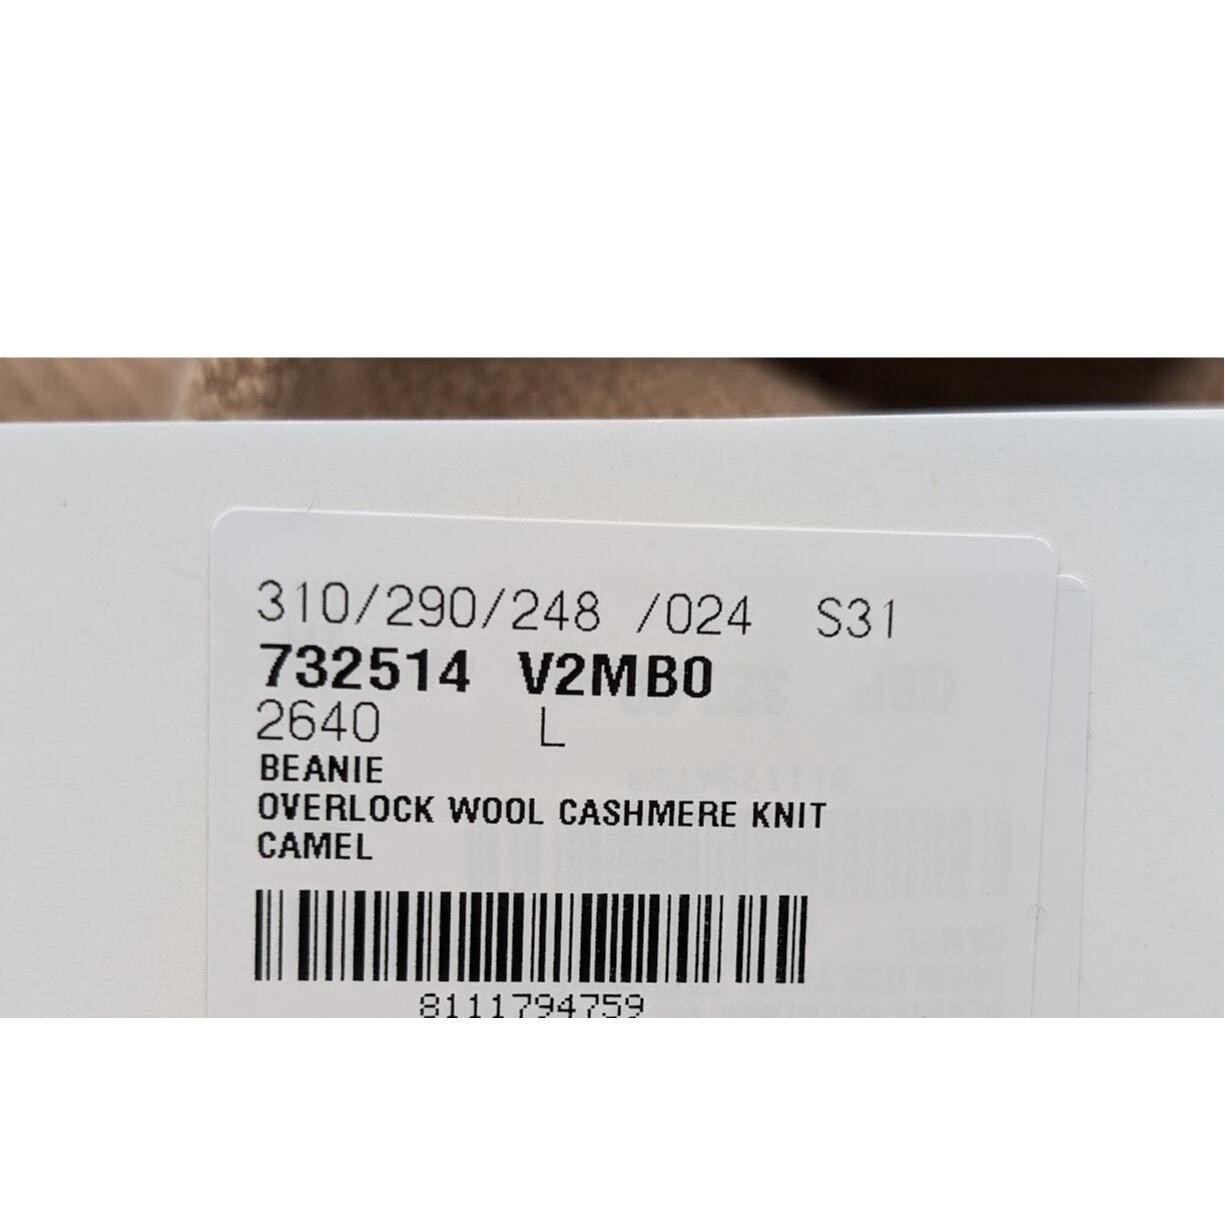 310/290/248 /024 S31
732514 V2MB0
2640 L
BEANIE
OVERLOCK WOOL CASHMERE KNIT
CAMEL
8111794759